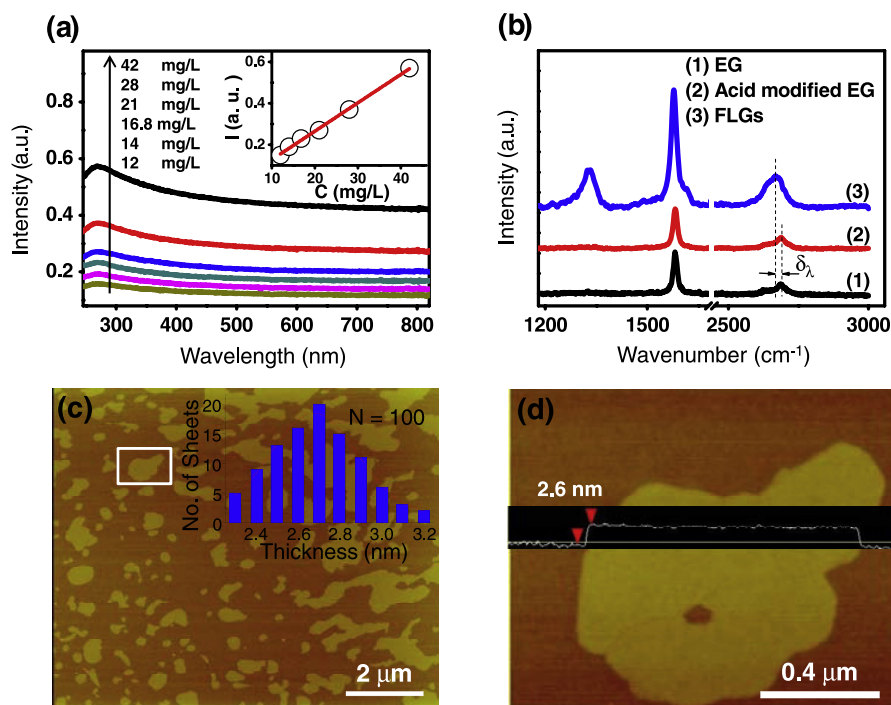 (a)
42 mg/L
28 mg/L
21 mg/L
16.8 mg/L
14 mg/L
12 mg/L
Intensity (a.u.)
1.0
0.8
0.6
0.4
0.2
300 400 500 600 700 800
Wavelength (nm)
I (a. u.)
0.6
0.4
0.2
10 20 30 40
C (mg/L)
(b)
(1) EG
(2) Acid modified EG
(3) FLGs
Intensity (a.u.)
(3)
(2)
δλ
(1)
1200 1500 2500 3000
Wavenumber (cm-1)
(c)
N = 100
No. of Sheets
20
15
10
5
0
2.4 2.6 2.8 3.0 3.2
Thickness (nm)
2 μm
(d)
2.6 nm
0.4 μm